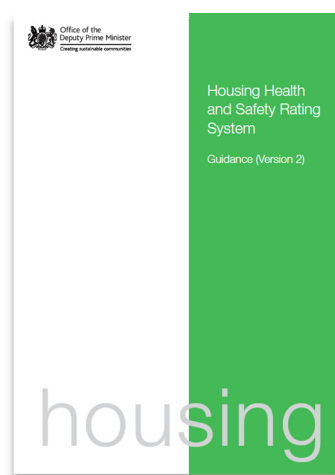 Office of the
Deputy Prime Minister
Creating sustainable communities
Housing Health
and Safety Rating
System
Guidance (Version 2)
housing